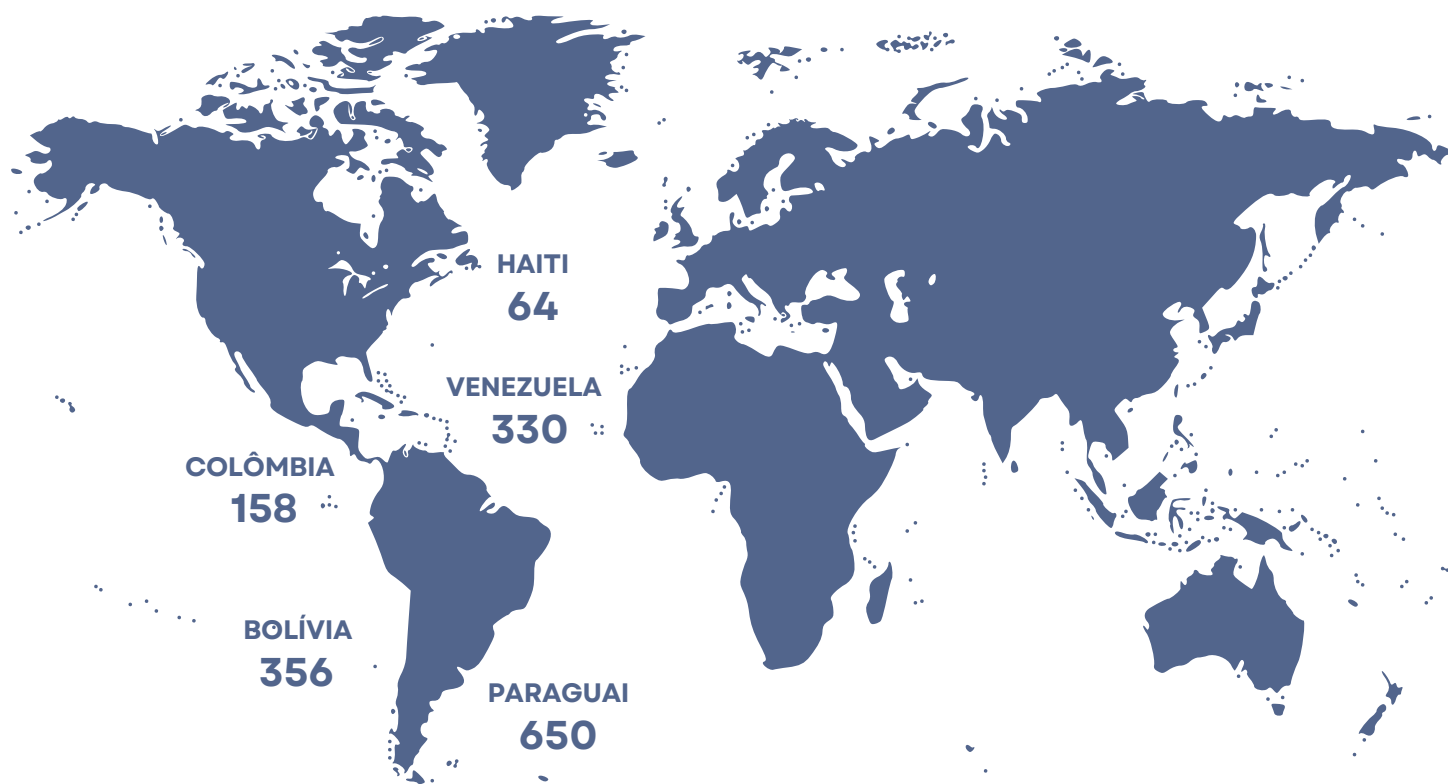 HAITI
64
VENEZUELA
330
COLÔMBIA
158
BOLÍVIA
356
PARAGUAI
650